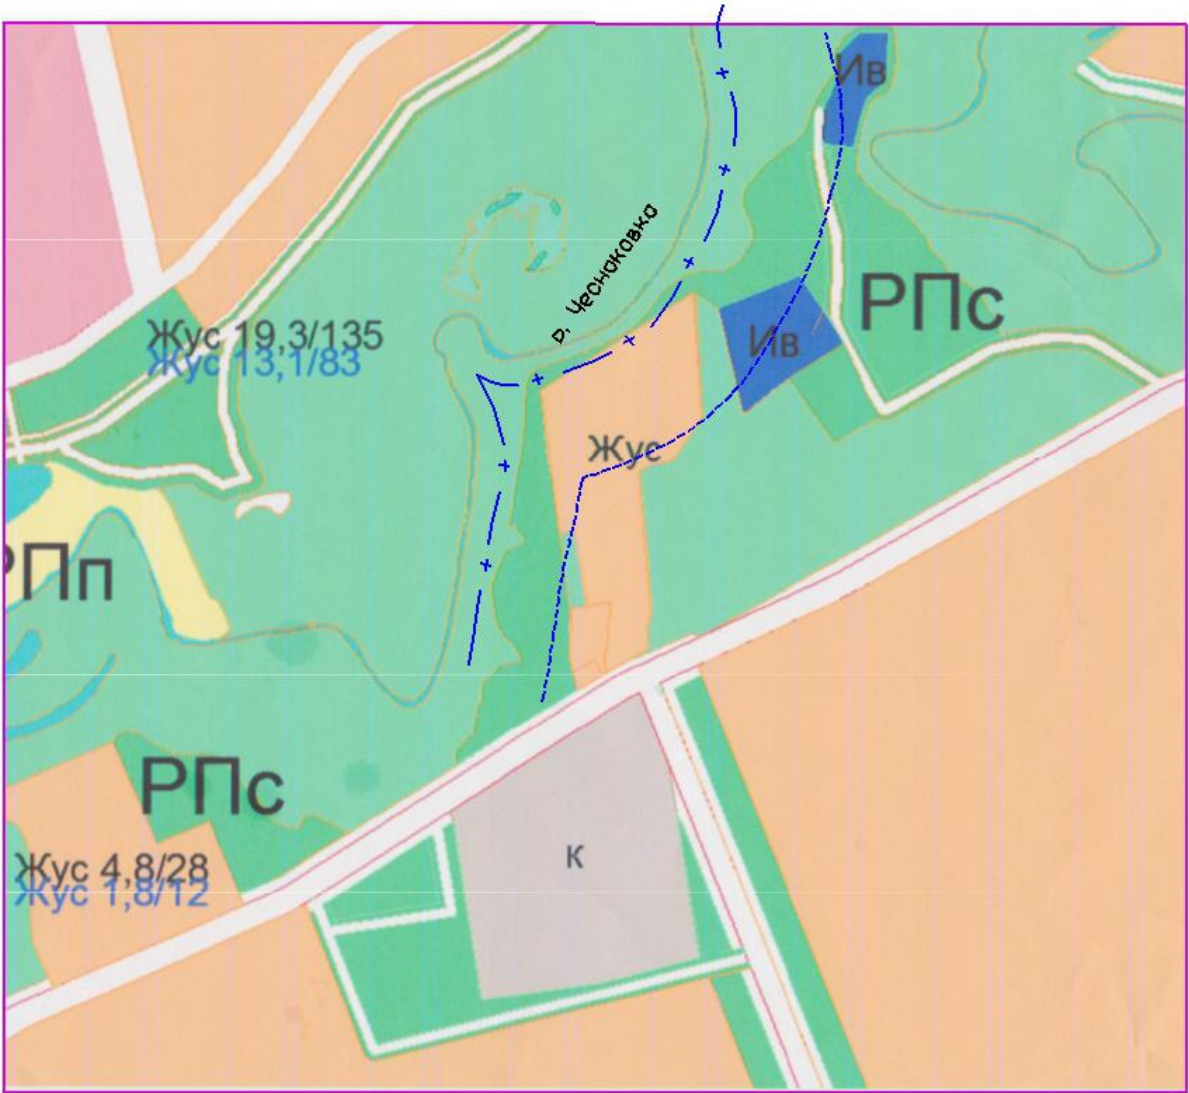 Ив
р. Чесноковка
РПс
Жус 19,3/135
Жус 13,1/83
Ив
Жус
РПп
РПс
к
Жус 4,8/28
Жус 1,8/12